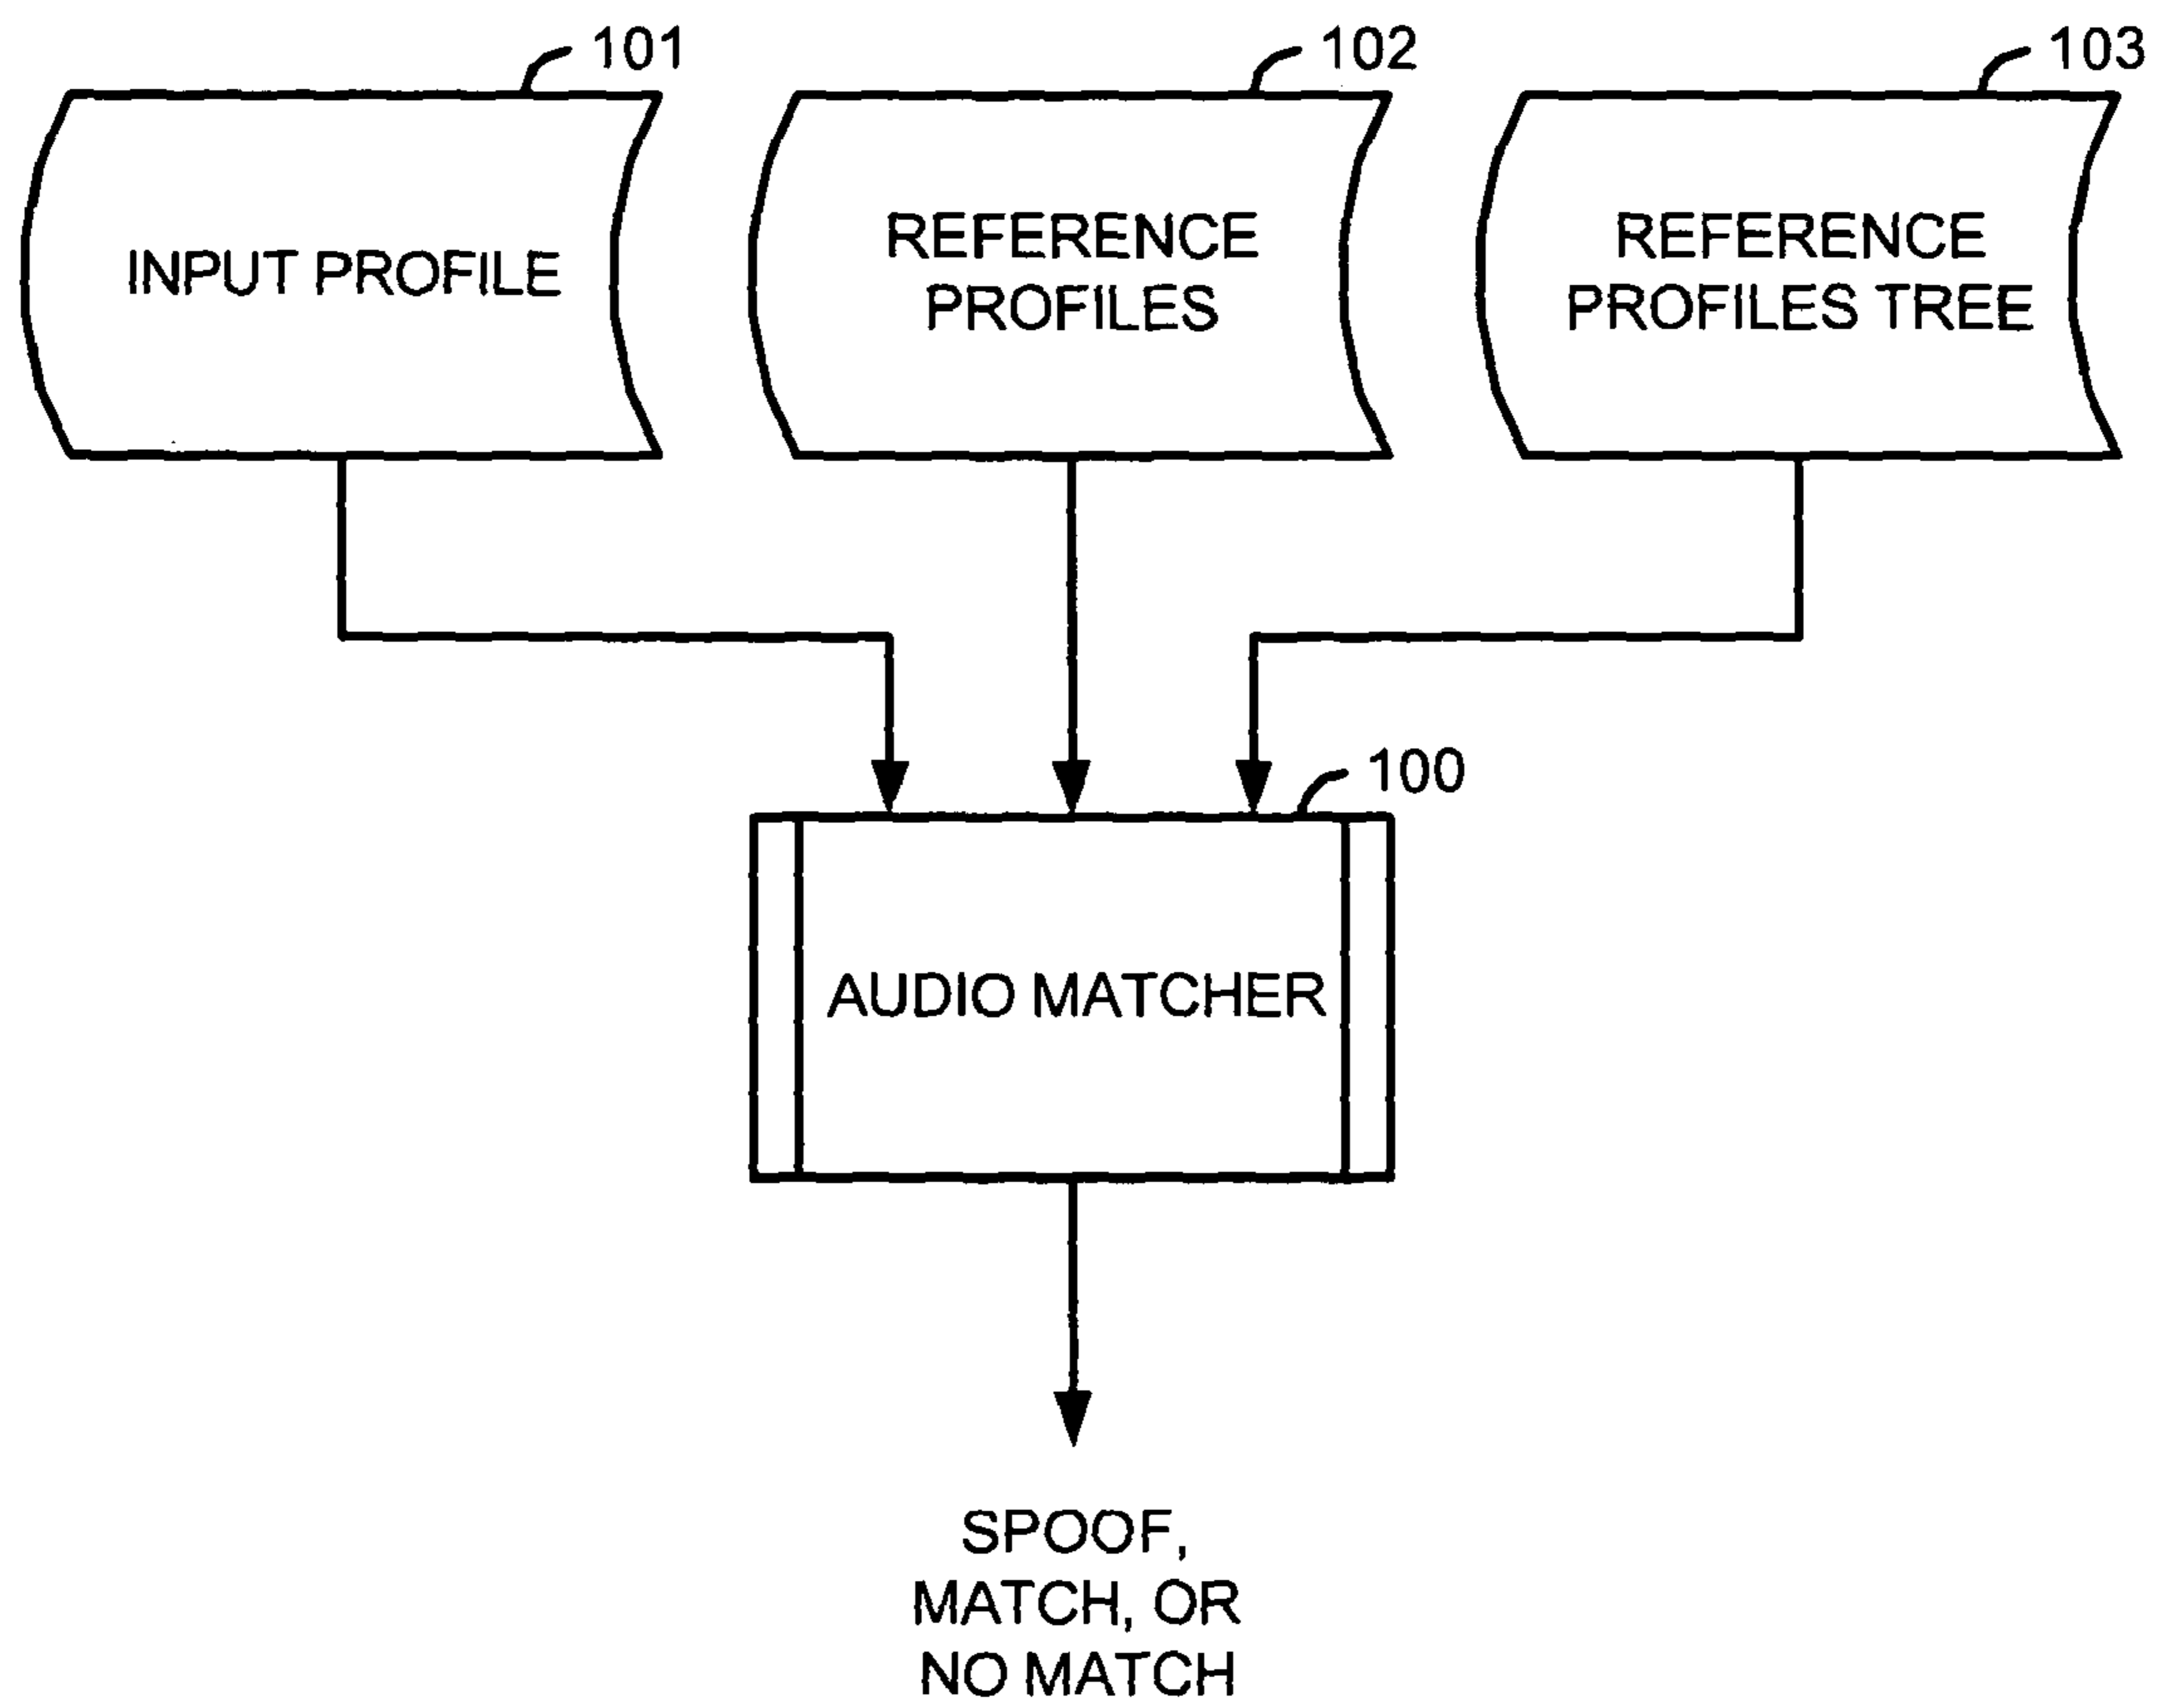 101
102
103
INPUT PROFILE
REFERENCE
PROFILES
REFERENCE
PROFILES TREE
100
AUDIO MATCHER
SPOOF,
MATCH, OR
NO MATCH